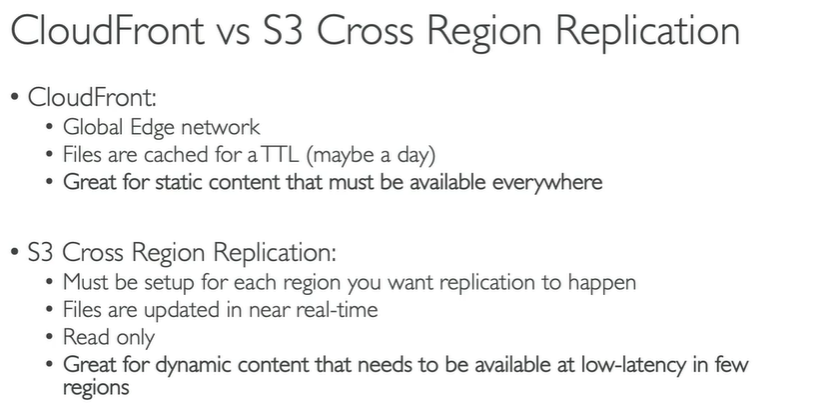 CloudFront vs S3 Cross Region Replication
• CloudFront:
• Global Edge network
• Files are cached for a TTL (maybe a day)
• Great for static content that must be available everywhere
• S3 Cross Region Replication:
• Must be setup for each region you want replication to happen
• Files are updated in near real-time
• Read only
• Great for dynamic content that needs to be available at low-latency in few
regions